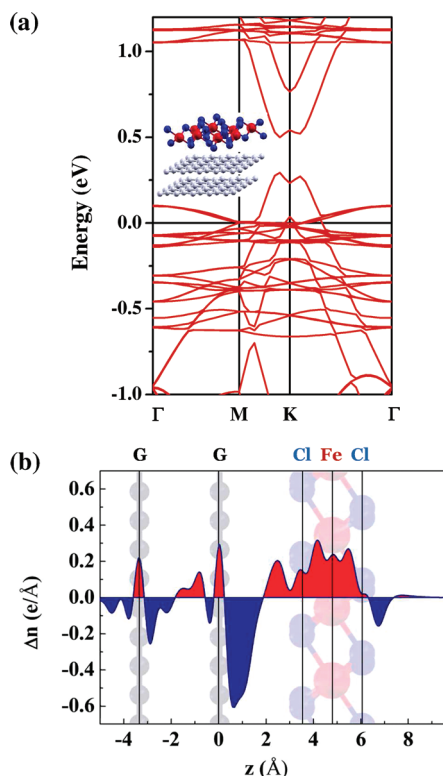 (a)
1.0
0.5
0.0
-0.5
-1.0
Energy (eV)
Γ M K Γ
(b)
G G Cl Fe Cl
0.6
0.4
0.2
0.0
-0.2
-0.4
-0.6
Δn (e/Å)
-4 -2 0 2 4 6 8
z (Å)